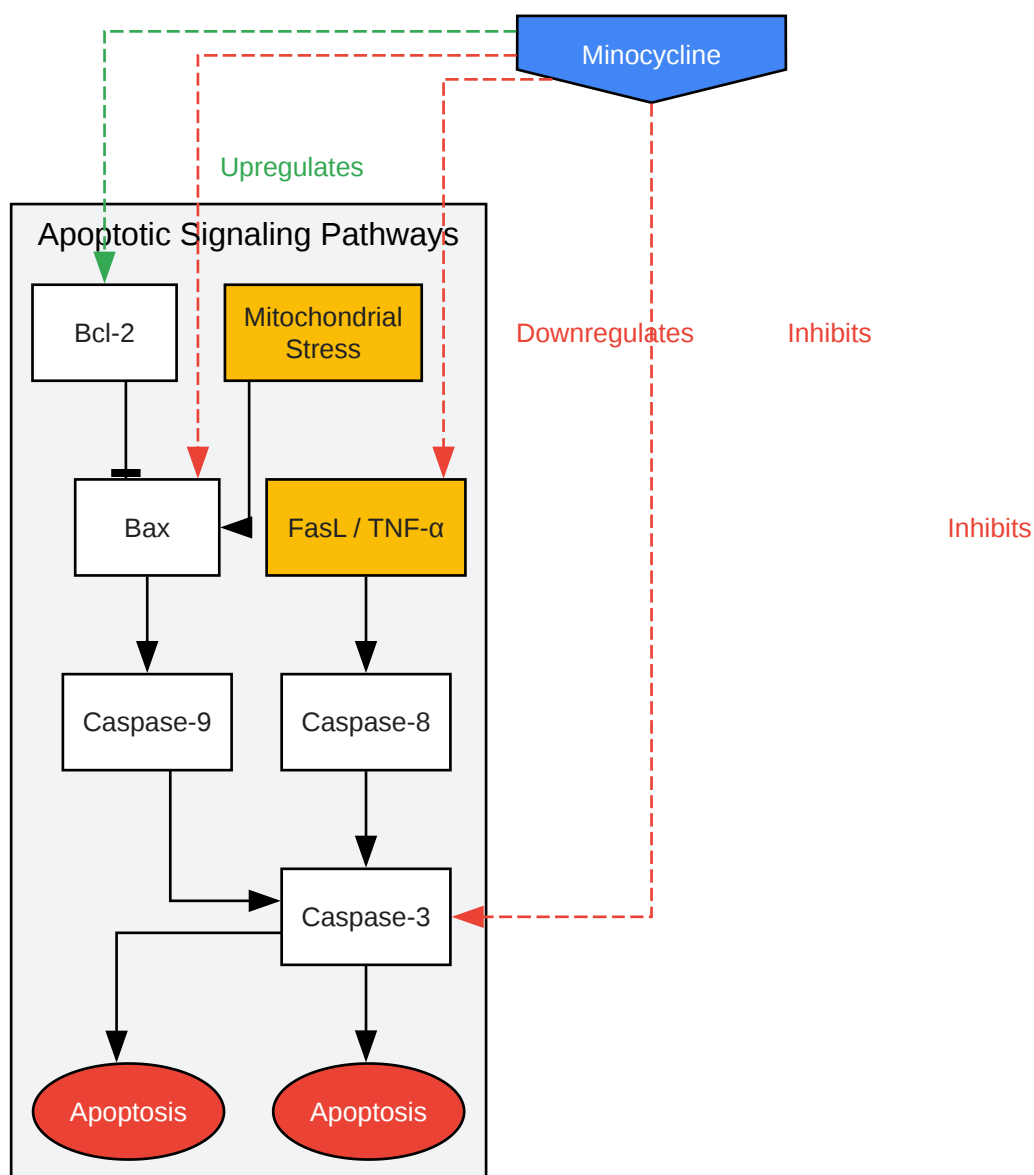 Minocycline
Upregulates
Apoptotic Signaling Pathways
Bcl-2
Mitochondrial
Stress
Downregulates
Inhibits
Bax
FasL / TNF-α
Inhibits
Caspase-9
Caspase-8
Caspase-3
Apoptosis
Apoptosis